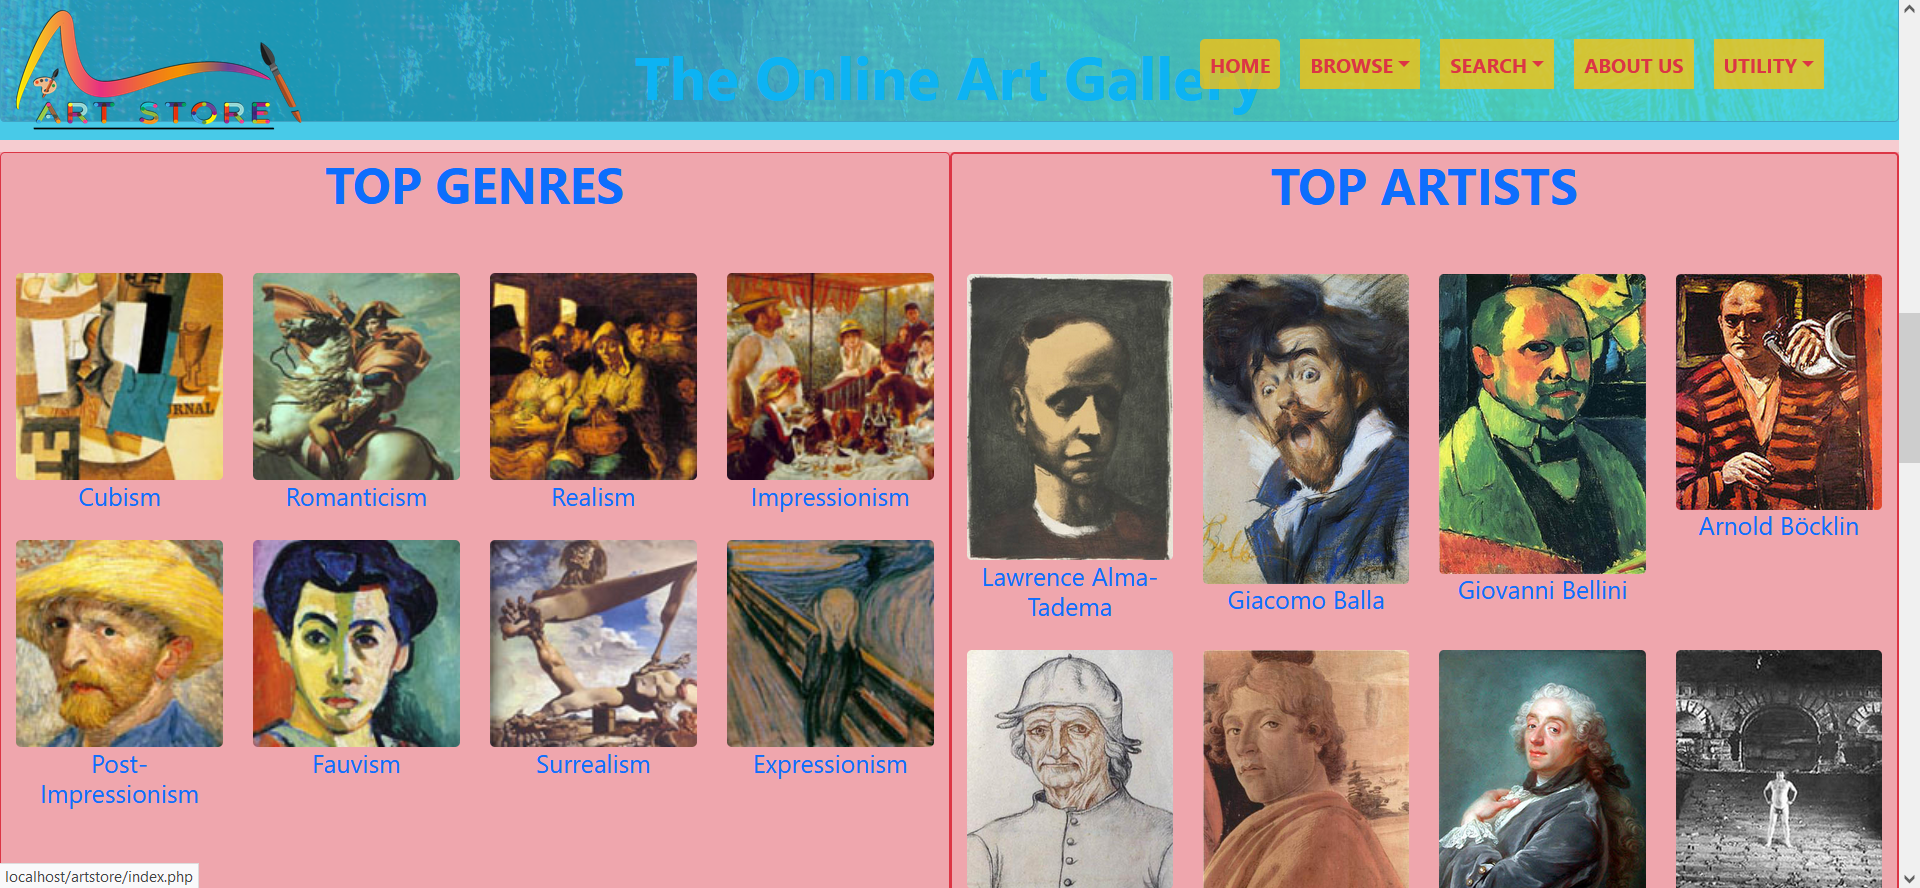 ART STORE
The Online Art Gallery
HOME
BROWSE
SEARCH
ABOUT US
UTILITY
TOP GENRES
URNAL
Cubism
Romanticism
Realism
Impressionism
Post-
Impressionism
Fauvism
Surrealism
Expressionism
TOP ARTISTS
Lawrence Alma-
Tadema
Giacomo Balla
Giovanni Bellini
Arnold Böcklin
localhost/artstore/index.php